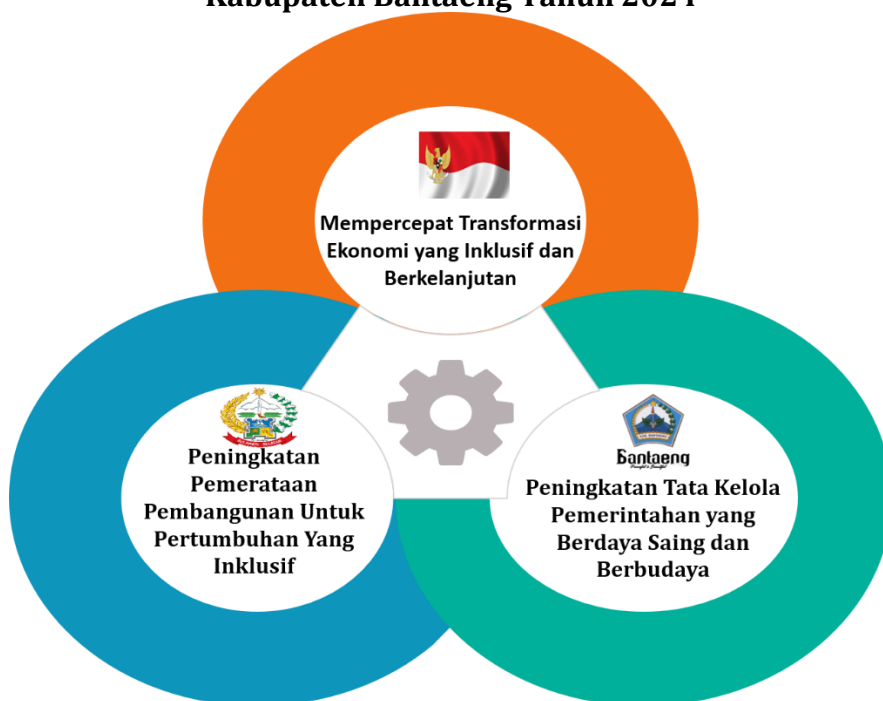 Kabupaten Bantaeng Tahun 2024
Mempercepat Transformasi
Ekonomi yang Inklusif dan
Berkelanjutan
Peningkatan
Pemerataan
Pembangunan Untuk
Pertumbuhan Yang
Inklusif
Bantaeng
Peningkatan Tata Kelola
Pemerintahan yang
Berdaya Saing dan
Berbudaya